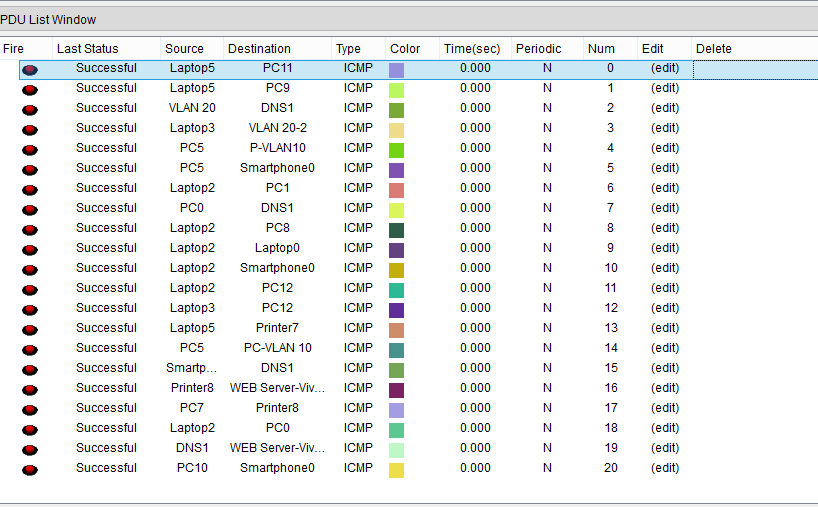 PDU List Window
Fire Last Status Source Destination Type Color Time(sec) Periodic Num Edit Delete
Successful Laptop5 PC11 ICMP 0.000 N 0 (edit)
Successful Laptop5 PC9 ICMP 0.000 N 1 (edit)
Successful VLAN 20 DNS1 ICMP 0.000 N 2 (edit)
Successful Laptop3 VLAN 20-2 ICMP 0.000 N 3 (edit)
Successful PC5 P-VLAN10 ICMP 0.000 N 4 (edit)
Successful PC5 Smartphone0 ICMP 0.000 N 5 (edit)
Successful Laptop2 PC1 ICMP 0.000 N 6 (edit)
Successful PC0 DNS1 ICMP 0.000 N 7 (edit)
Successful Laptop2 PC8 ICMP 0.000 N 8 (edit)
Successful Laptop2 Laptop0 ICMP 0.000 N 9 (edit)
Successful Laptop2 Smartphone0 ICMP 0.000 N 10 (edit)
Successful Laptop2 PC12 ICMP 0.000 N 11 (edit)
Successful Laptop3 PC12 ICMP 0.000 N 12 (edit)
Successful Laptop5 Printer7 ICMP 0.000 N 13 (edit)
Successful PC5 PC-VLAN 10 ICMP 0.000 N 14 (edit)
Successful Smartp... DNS1 ICMP 0.000 N 15 (edit)
Successful Printer8 WEB Server-Viv... ICMP 0.000 N 16 (edit)
Successful PC7 Printer8 ICMP 0.000 N 17 (edit)
Successful Laptop2 PC0 ICMP 0.000 N 18 (edit)
Successful DNS1 WEB Server-Viv... ICMP 0.000 N 19 (edit)
Successful PC10 Smartphone0 ICMP 0.000 N 20 (edit)